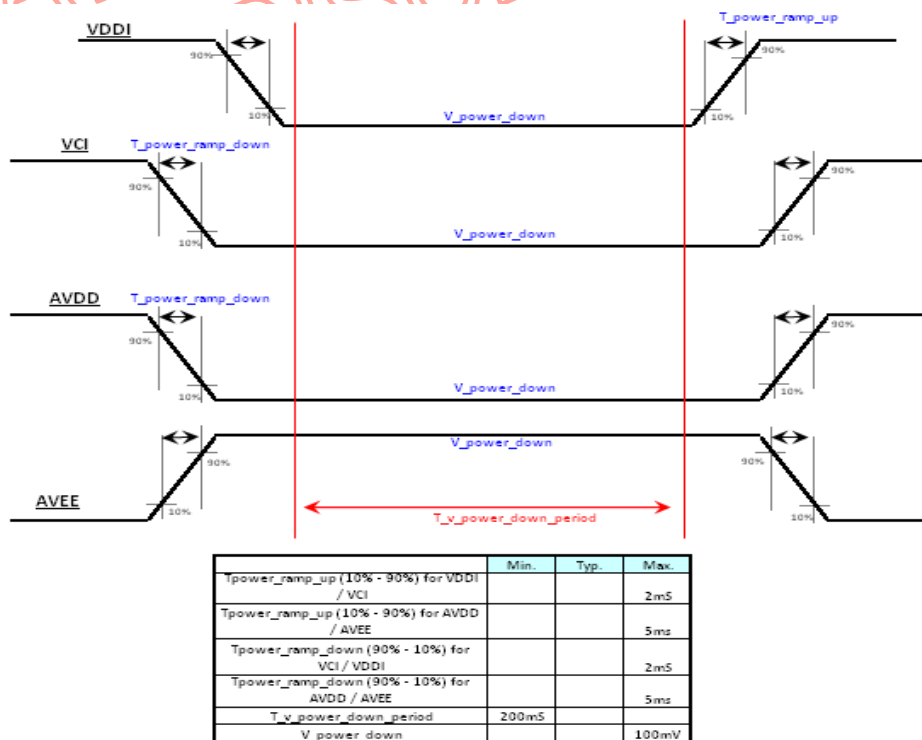 T_power_ramp_up
VDDI
90%
90%
10%
10%
V_power_down
VCI
T_power_ramp_down
90%
90%
10%
10%
V_power_down
AVDD
T_power_ramp_down
90%
90%
10%
10%
V_power_down
V_power_down
90%
90%
AVEE
10%
10%
T_v_power_down_period
Min. Typ. Max.
Tpower_ramp_up (10% - 90%) for VDDI
/ VCI 2mS
Tpower_ramp_up (10% - 90%) for AVDD
/ AVEE 5ms
Tpower_ramp_down (90% - 10%) for
VCI / VDDI 2mS
Tpower_ramp_down (90% - 10%) for
AVDD / AVEE 5ms
T_v_power_down_period 200mS
V_power_down 100mV